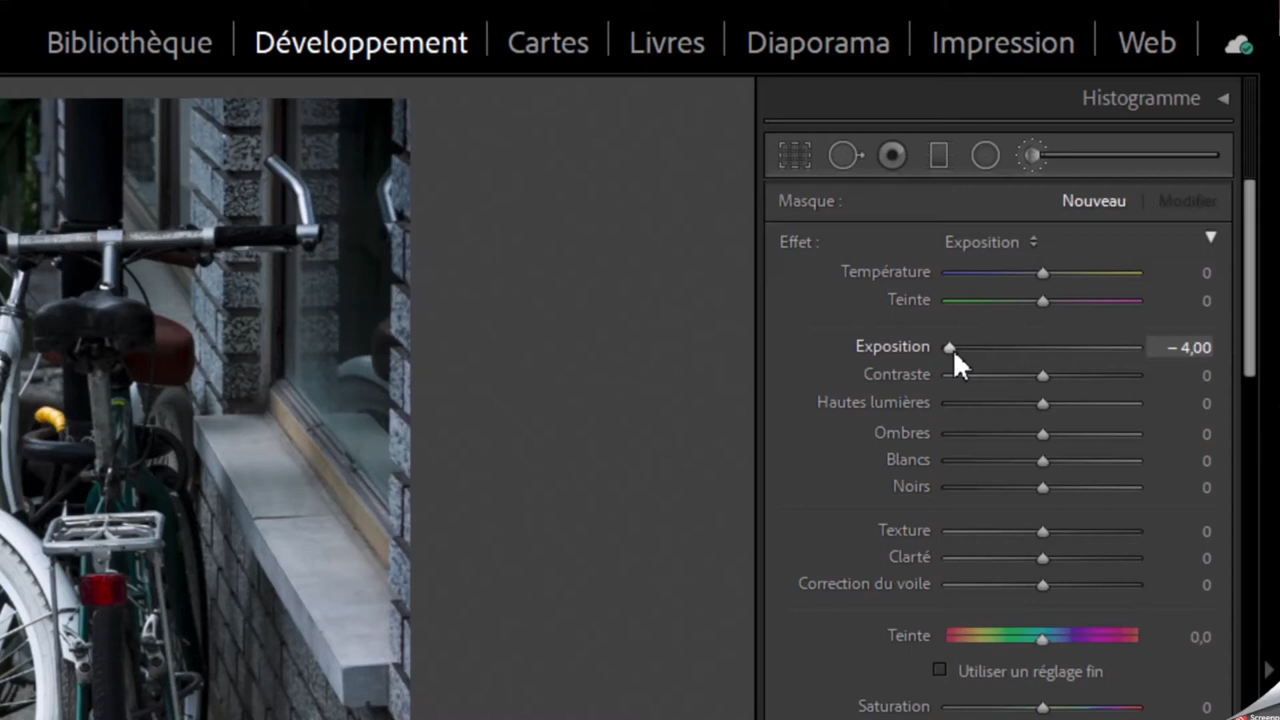 Bibliothèque | Développement | Cartes | Livres | Diaporama | Impression | Web
Histogramme
Masque : Nouveau | Modifier
Effet : Exposition
Température 0
Teinte 0
Exposition – 4,00
Contraste 0
Hautes lumières 0
Ombres 0
Blancs 0
Noirs 0
Texture 0
Clarté 0
Correction du voile 0
Teinte 0,0
Utiliser un réglage fin
Saturation 0